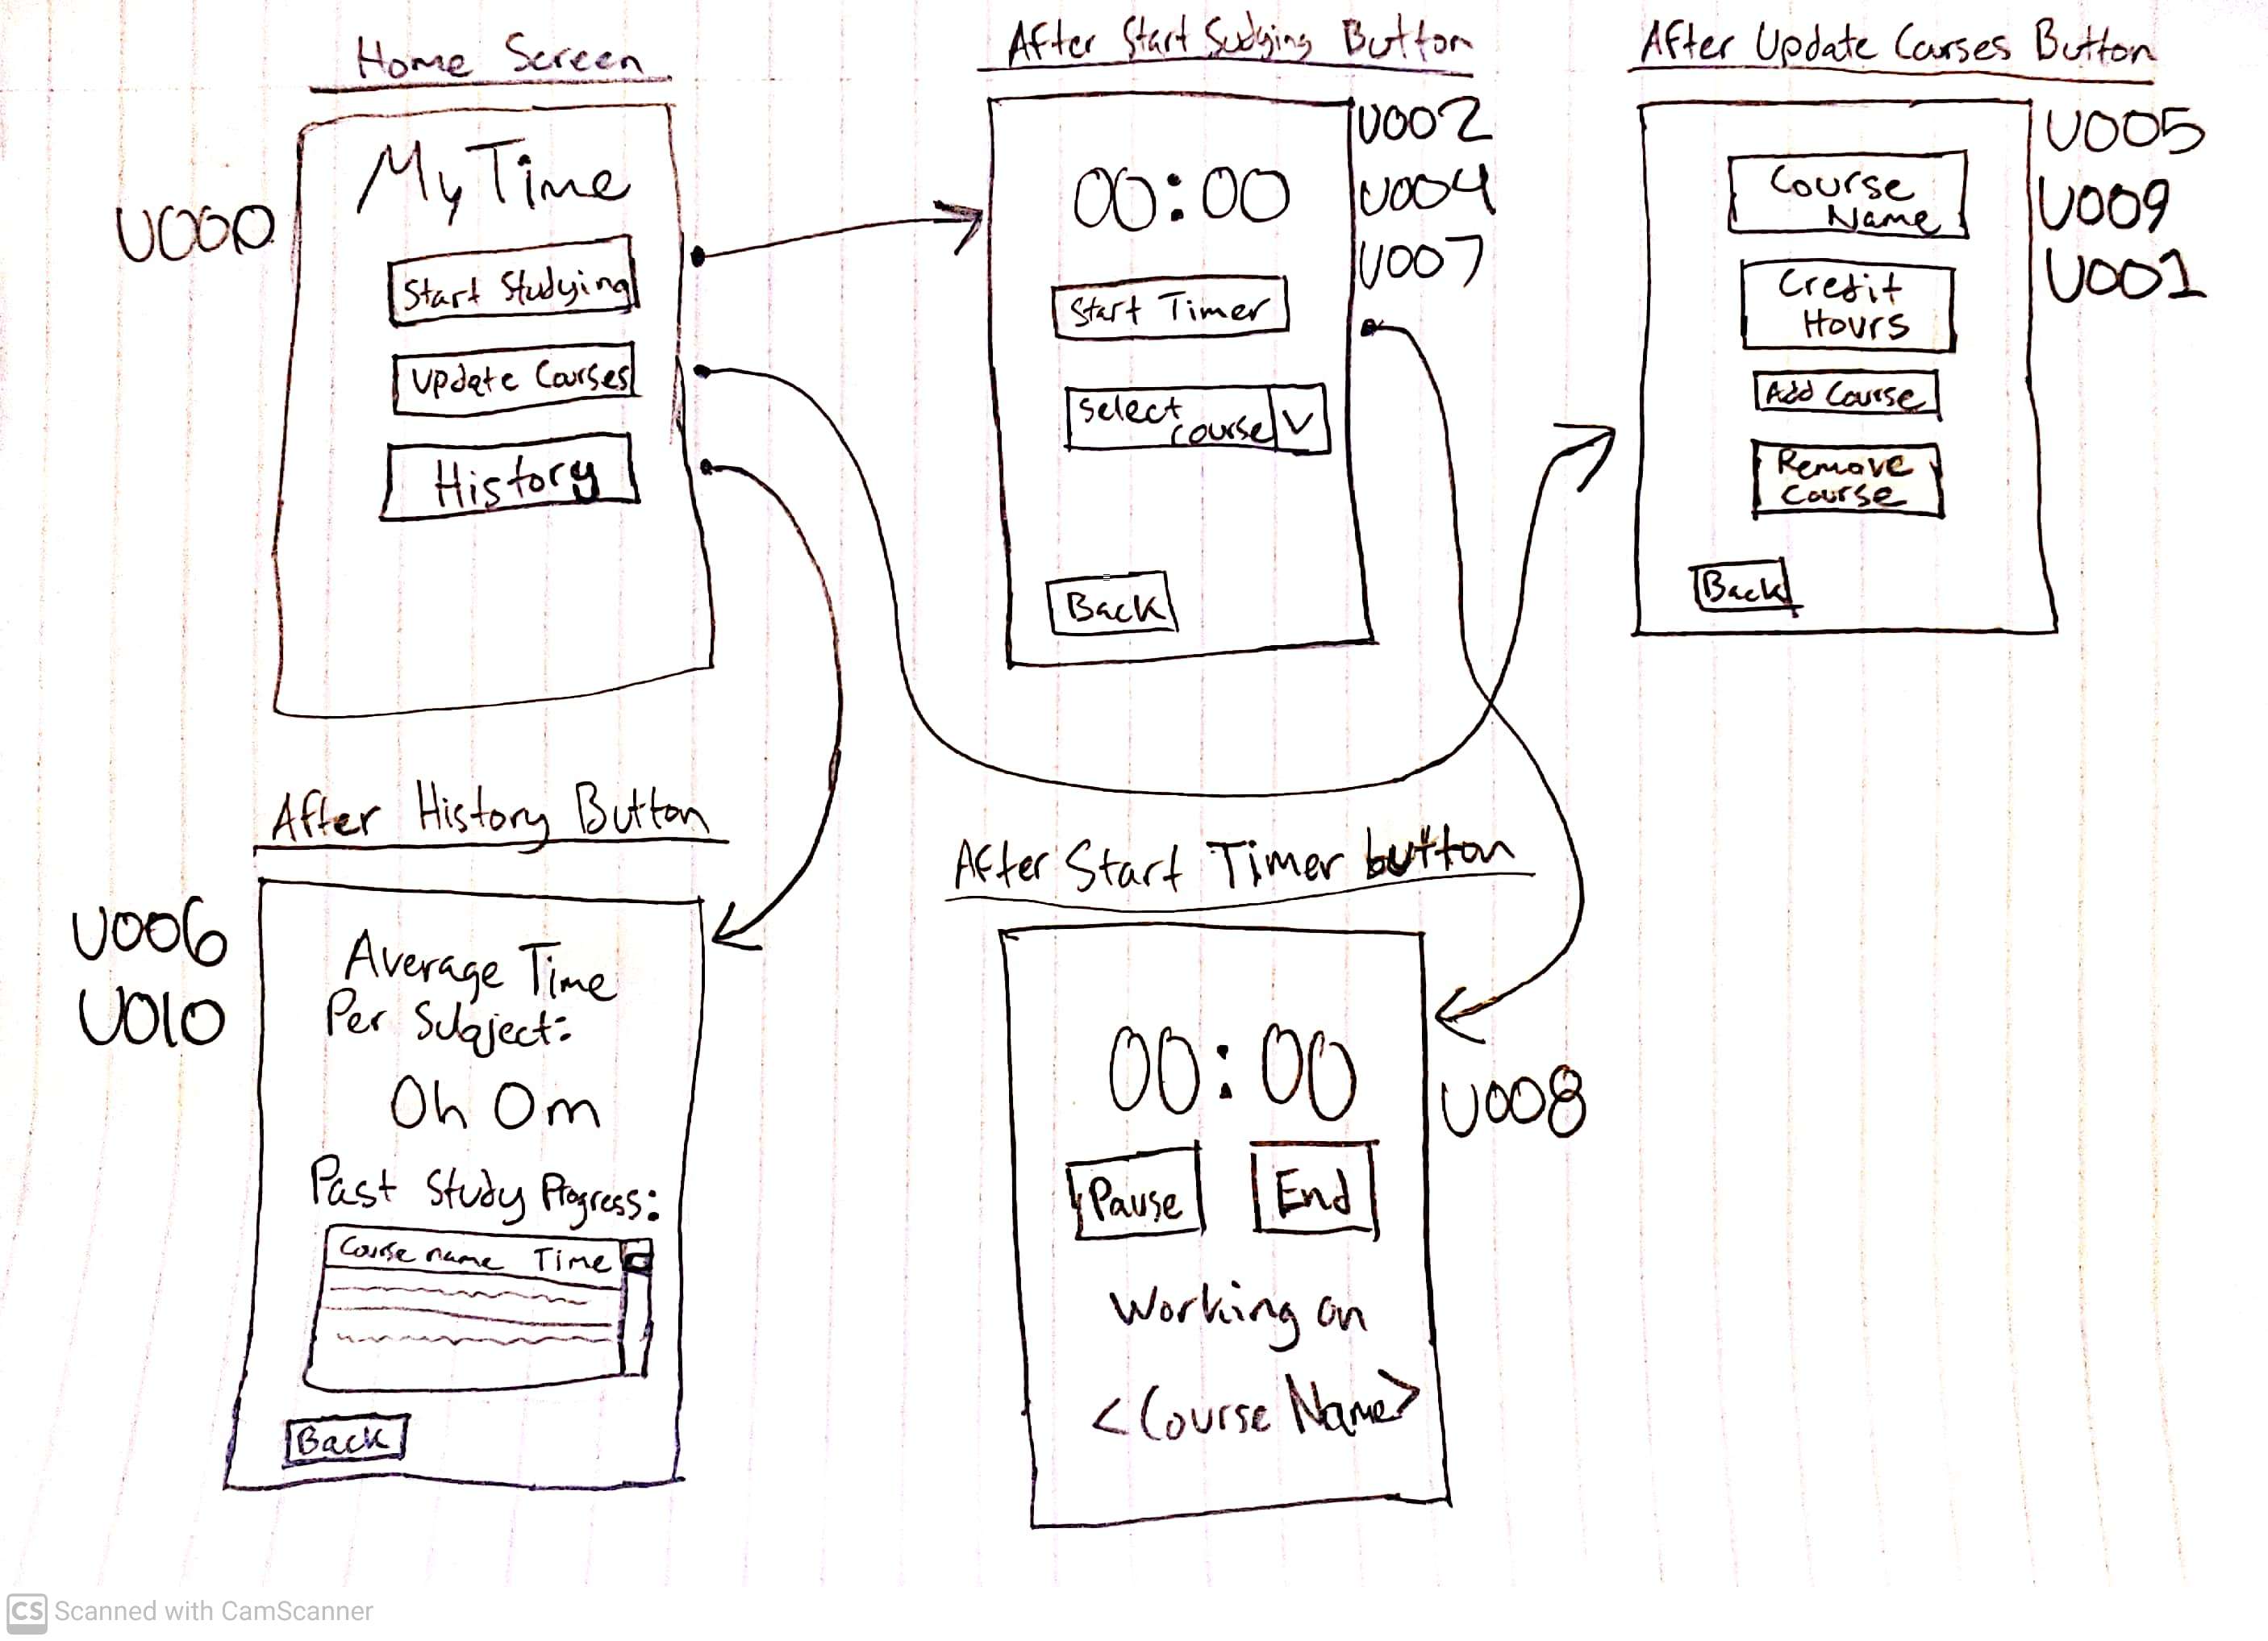 Home Screen
U000
My Time
Start Studying
Update Courses
History
After Start Sudying Button
U002
U004
U007
00:00
Start Timer
Select
course V
Back
After Update Courses Button
U005
U009
U001
Course
Name
Credit
Hours
Add Course
Remove
Course
Back
After History Button
U006
U010
Average Time
Per Subject:
0h 0m
Past Study Progress:
Course name Time
Back
After Start Timer button
U008
00:00
Pause
End
Working on
<Course Name>
CS Scanned with CamScanner